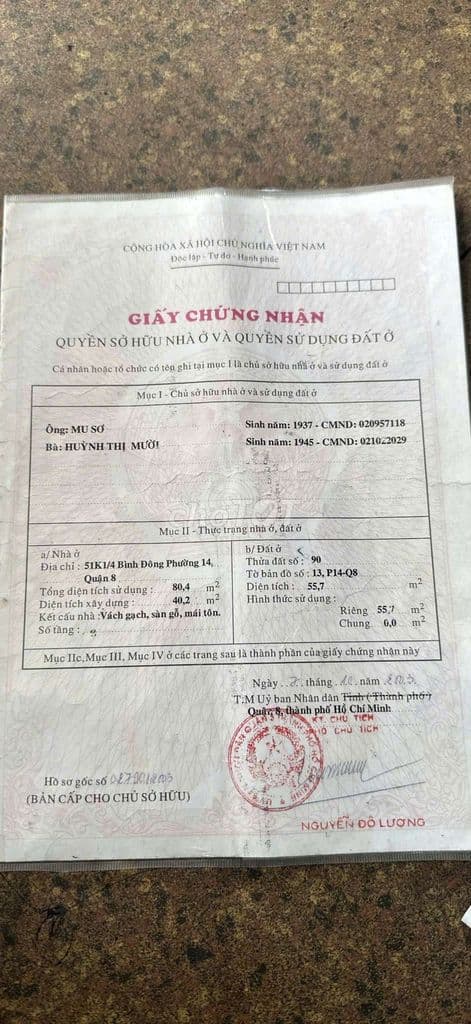 CỘNG HÒA XÃ HỘI CHỦ NGHĨA VIỆT NAM
Độc lập - Tự do - Hạnh phúc
GIẤY CHỨNG NHẬN
QUYỀN SỞ HỮU NHÀ Ở VÀ QUYỀN SỬ DỤNG ĐẤT Ở
Cá nhân hoặc tổ chức có tên ghi tại mục I là chủ sở hữu nhà ở và sử dụng đất ở
Mục I - Chủ sở hữu nhà ở và sử dụng đất ở
Ông: MU SƠ Sinh năm: 1937 - CMND: 020957118
Bà: HUỲNH THỊ MƯỜI Sinh năm: 1945 - CMND: 021022029
Mục II - Thực trạng nhà ở, đất ở
a/ Nhà ở
Địa chỉ : 51K1/4 Bình Đông Phường 14,
Quận 8
Tổng diện tích sử dụng : 80,4 m2
Diện tích xây dựng : 40,2 m2
Kết cấu nhà : Vách gạch, sàn gỗ, mái tôn.
Số tầng :
b/ Đất ở
Thửa đất số : 90
Tờ bản đồ số : 13, P14-Q8
Diện tích : 55,7 m2
Hình thức sử dụng :
Riêng 55,7 m2
Chung 0,0 m2
Mục IIc, Mục III, Mục IV ở các trang sau là thành phần của giấy chứng nhận này
Ngày tháng năm 2003
T:M Uỷ ban Nhân dân Tỉnh (Thành phố)
Quận 8, thành phố Hồ Chí Minh
KT. CHỦ TỊCH
PHÓ CHỦ TỊCH
Hồ sơ gốc số
(BẢN CẤP CHO CHỦ SỞ HỮU)
NGUYỄN ĐÔ LƯƠNG